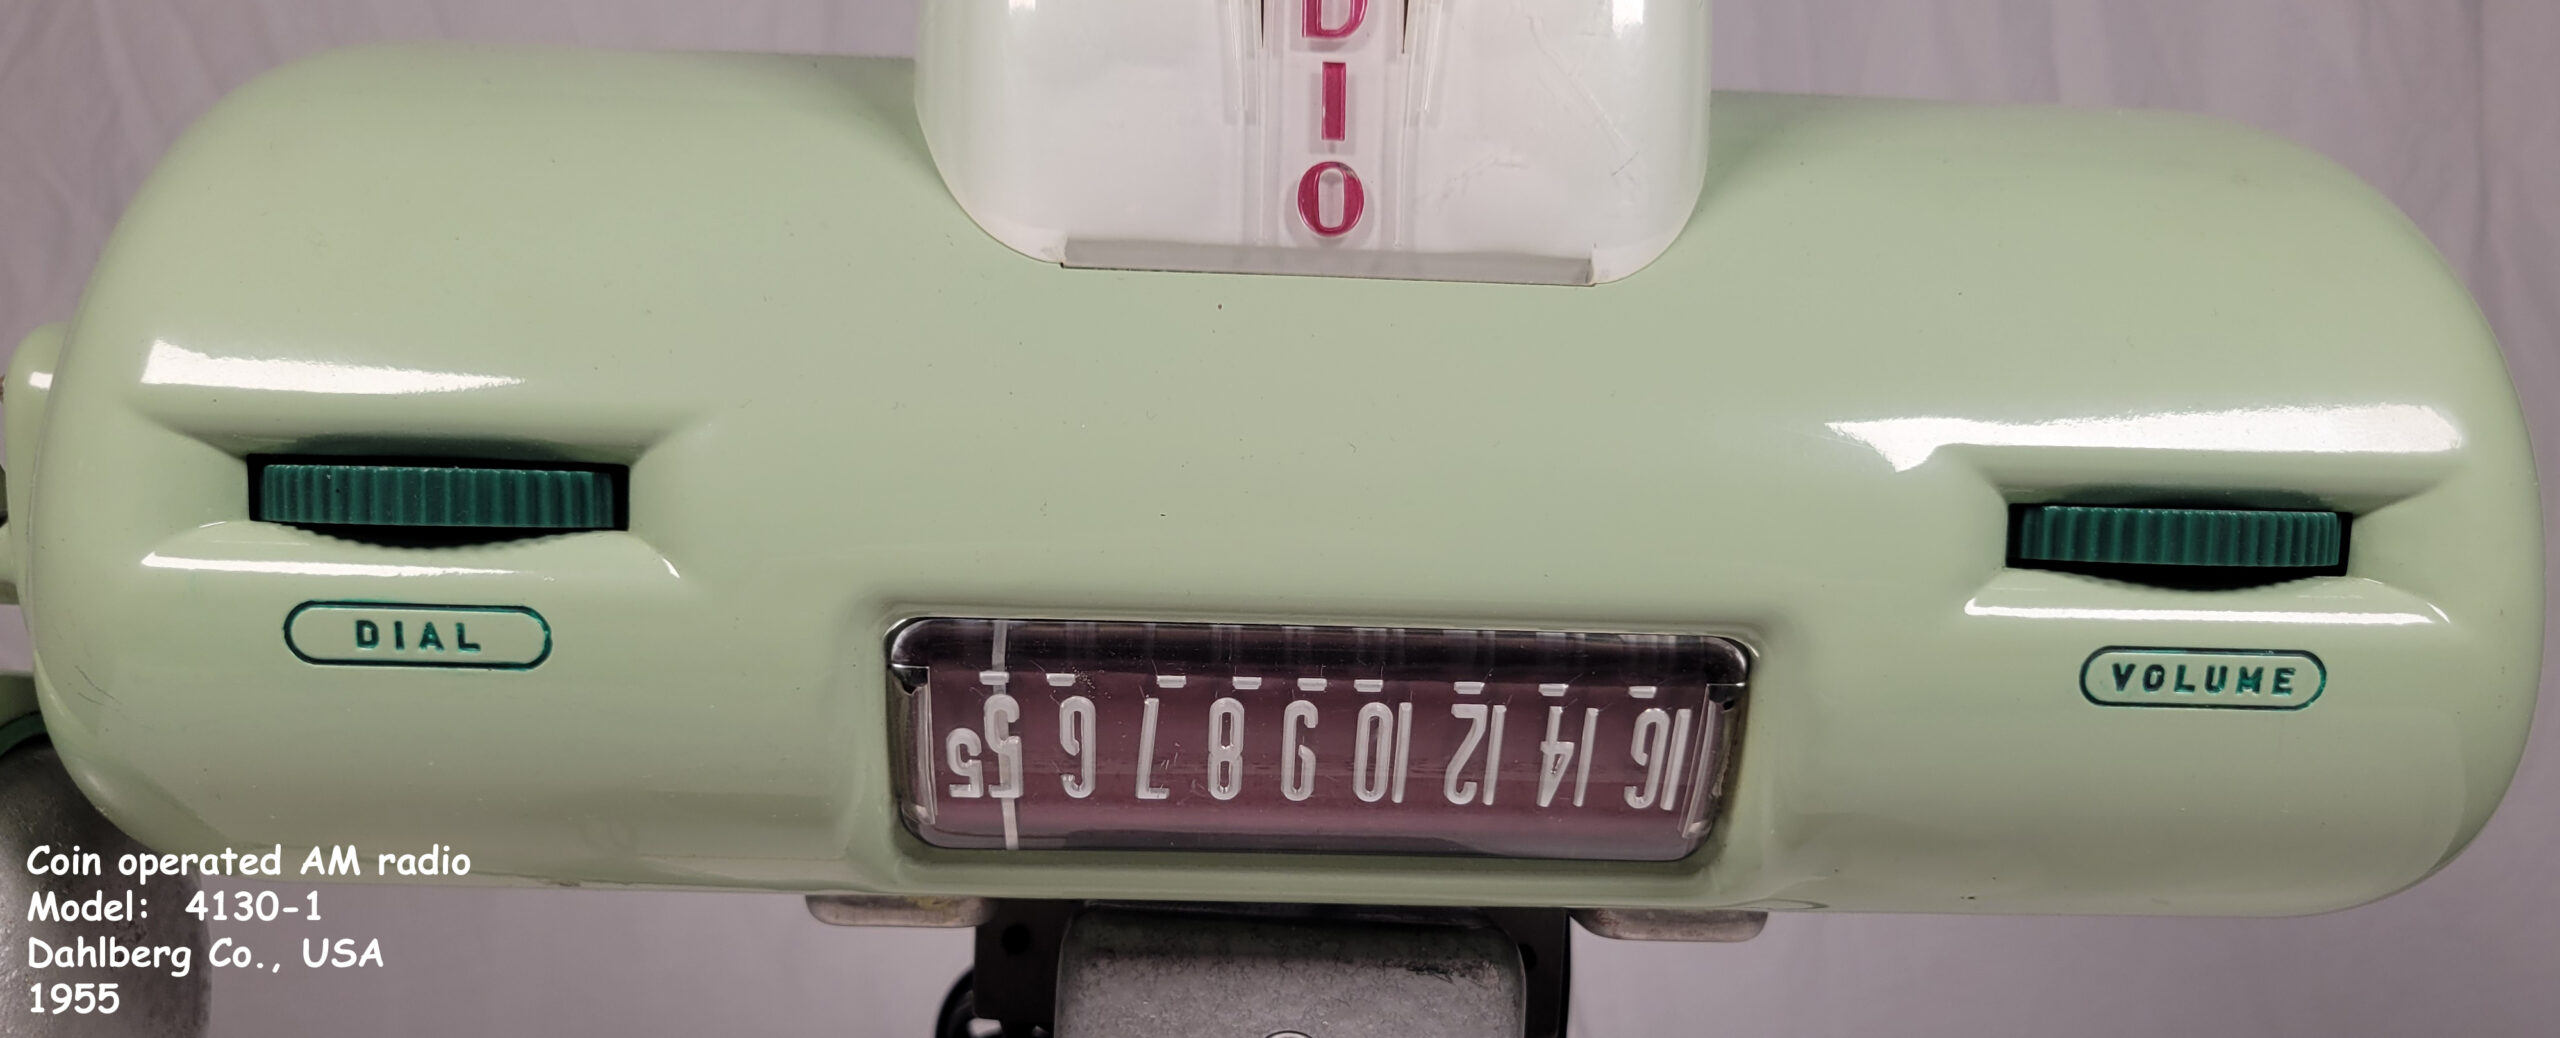 DIO
DIAL
VOLUME
55 6 7 8 9 10 12 14 16
Coin operated AM radio
Model: 4130-1
Dahlberg Co., USA
1955